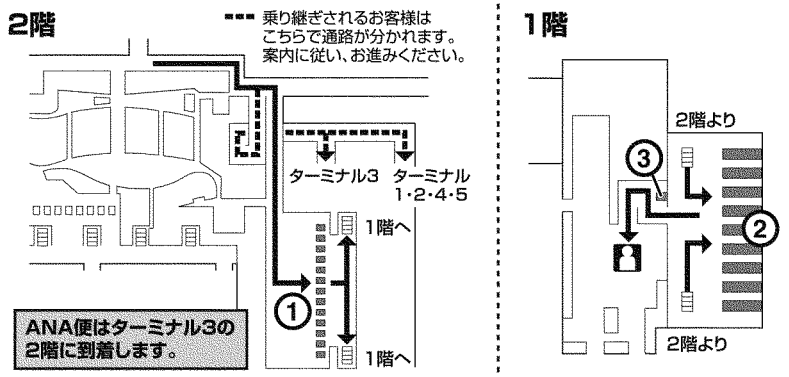 2階
乗り継ぎされるお客様は
こちらで通路が分かれます。
案内に従い、お進みください。
ターミナル3
ターミナル
1・2・4・5
1階へ
1
1階へ
ANA便はターミナル3の
2階に到着します。
1階
2階より
3
2
2階より